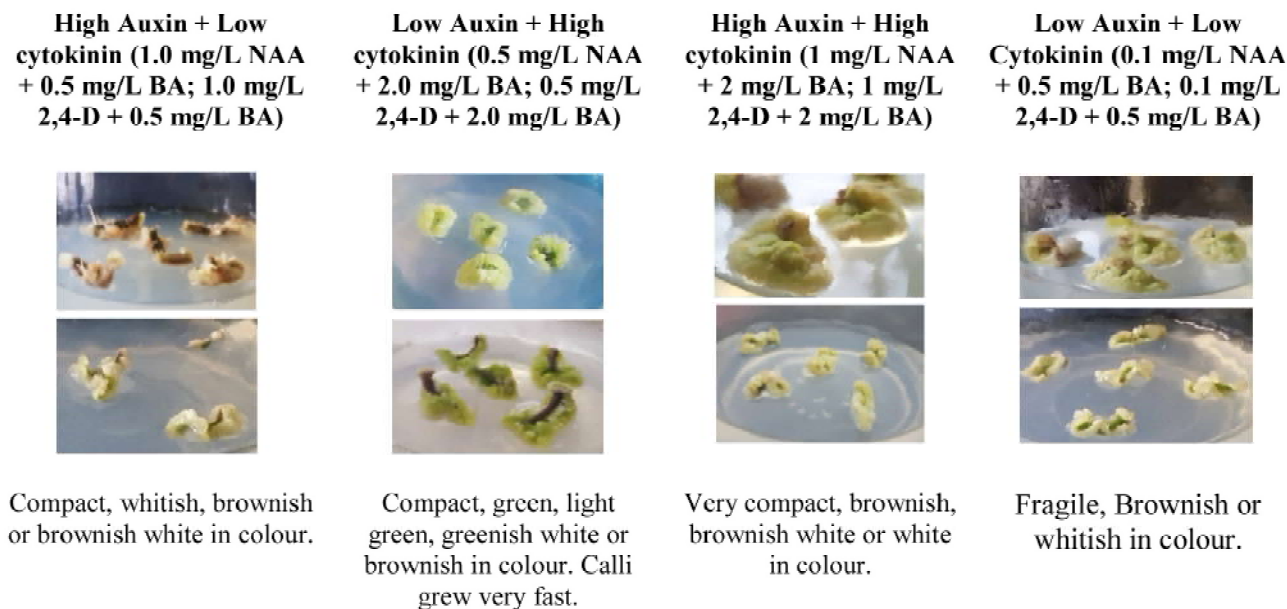 High Auxin + Low
cytokinin (1.0 mg/L NAA
+ 0.5 mg/L BA; 1.0 mg/L
2,4-D + 0.5 mg/L BA)
Low Auxin + High
cytokinin (0.5 mg/L NAA
+ 2.0 mg/L BA; 0.5 mg/L
2,4-D + 2.0 mg/L BA)
High Auxin + High
cytokinin (1 mg/L NAA
+ 2 mg/L BA; 1 mg/L
2,4-D + 2 mg/L BA)
Low Auxin + Low
Cytokinin (0.1 mg/L NAA
+ 0.5 mg/L BA; 0.1 mg/L
2,4-D + 0.5 mg/L BA)
Compact, whitish, brownish
or brownish white in colour.
Compact, green, light
green, greenish white or
brownish in colour. Calli
grew very fast.
Very compact, brownish,
brownish white or white
in colour.
Fragile, Brownish or
whitish in colour.